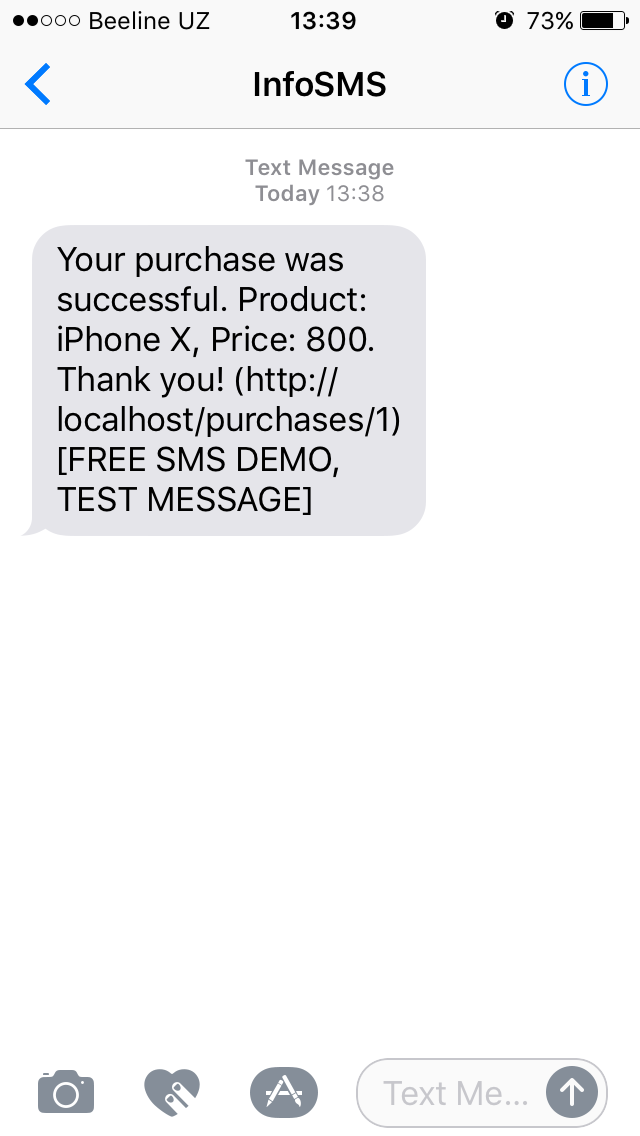 Beeline UZ 13:39 73%
InfoSMS
Text Message
Today 13:38
Your purchase was
successful. Product:
iPhone X, Price: 800.
Thank you! (http://
localhost/purchases/1)
[FREE SMS DEMO,
TEST MESSAGE]
Text Me...